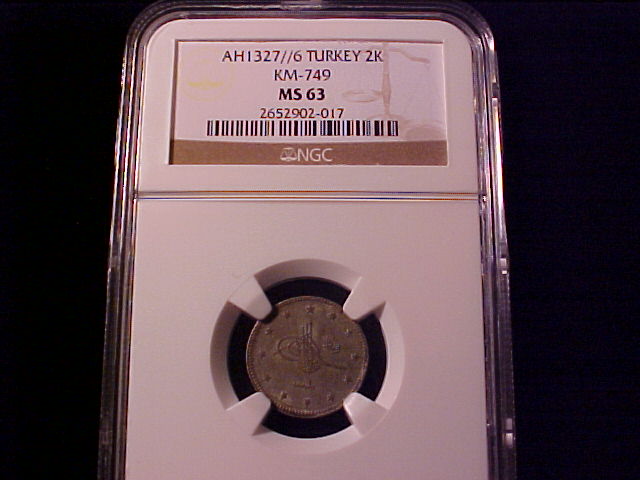 AH1327//6 TURKEY 2K
KM-749
MS 63
2652902-017
NGC